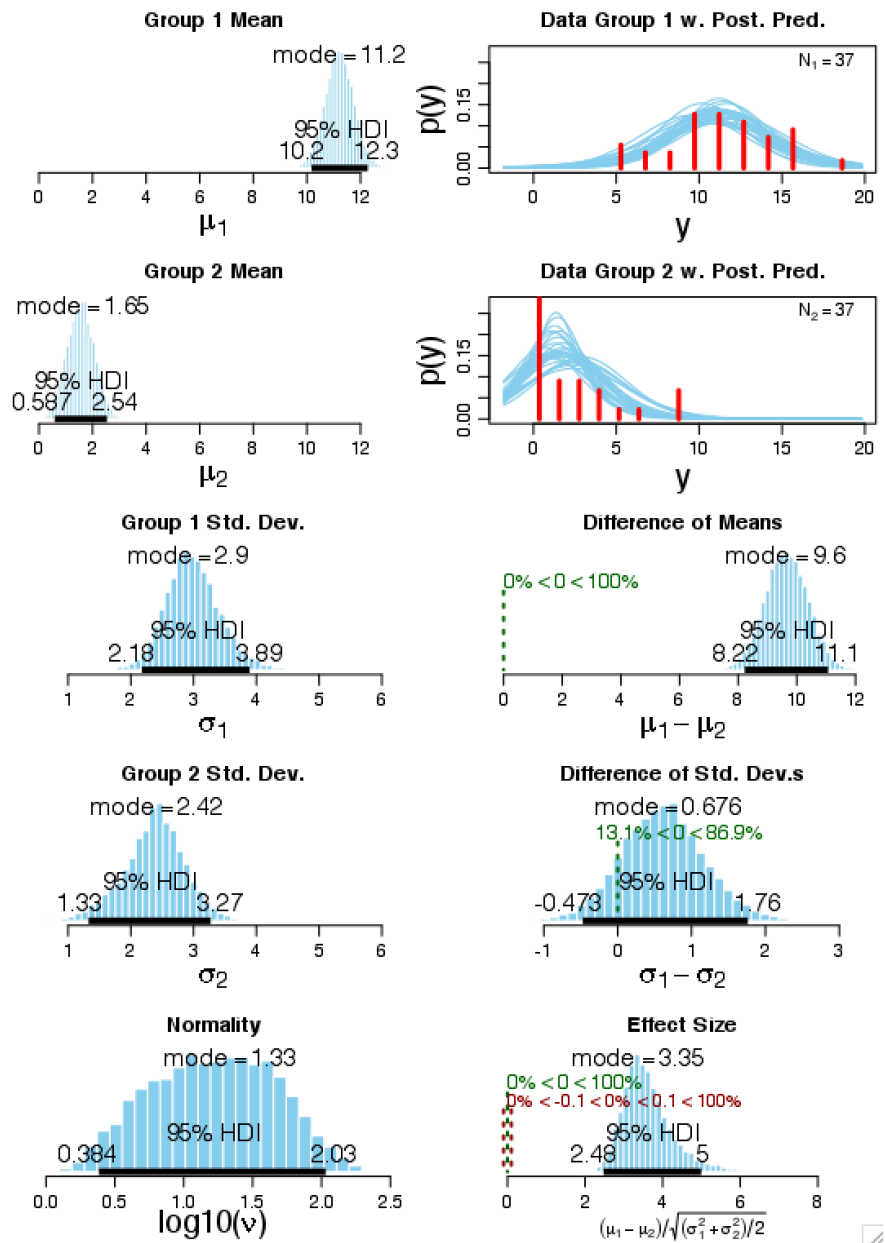 Group 1 Mean
mode = 11.2
95% HDI
10.2 12.3
0 2 4 6 8 10 12
μ1
Data Group 1 w. Post. Pred.
N1 = 37
p(y)
0.00 0.15
0 5 10 15 20
y
Group 2 Mean
mode = 1.65
95% HDI
0.587 2.54
0 2 4 6 8 10 12
μ2
Data Group 2 w. Post. Pred.
N2 = 37
p(y)
0.00 0.15
0 5 10 15 20
y
Group 1 Std. Dev.
mode = 2.9
95% HDI
2.18 3.89
1 2 3 4 5 6
σ1
Difference of Means
mode = 9.6
0% < 0 < 100%
95% HDI
8.22 11.1
0 2 4 6 8 10 12
μ1 − μ2
Group 2 Std. Dev.
mode = 2.42
95% HDI
1.33 3.27
1 2 3 4 5 6
σ2
Difference of Std. Dev.s
mode = 0.676
13.1% < 0 < 86.9%
95% HDI
-0.473 1.76
-1 0 1 2 3
σ1 − σ2
Normality
mode = 1.33
95% HDI
0.384 2.03
0.0 0.5 1.0 1.5 2.0 2.5
log10(ν)
Effect Size
mode = 3.35
0% < 0 < 100%
0% < -0.1 < 0% < 0.1 < 100%
95% HDI
2.48 5
0 2 4 6 8
(μ1 − μ2)/√(σ1² + σ2²)/2